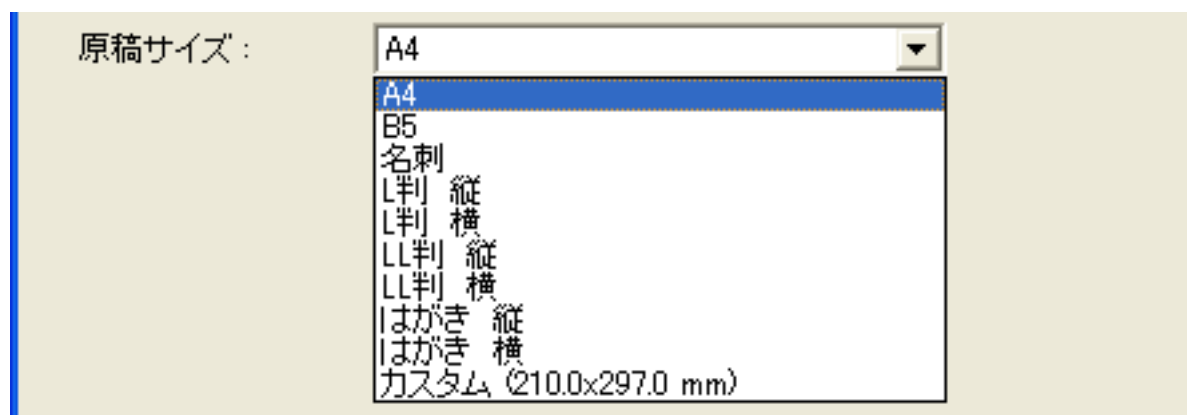 原稿サイズ: A4
A4
B5
名刺
L判 縦
L判 横
LL判 縦
LL判 横
はがき 縦
はがき 横
カスタム (210.0x297.0 mm)